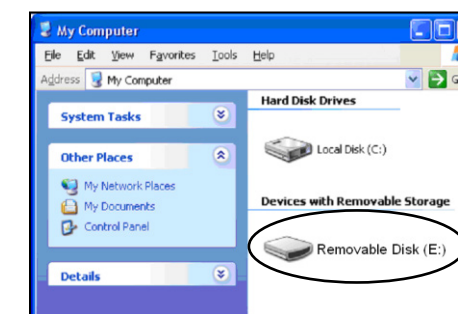 My Computer
File Edit View Favorites Tools Help
Address My Computer G
System Tasks
Other Places
My Network Places
My Documents
Control Panel
Details
Hard Disk Drives
Local Disk (C:)
Devices with Removable Storage
Removable Disk (E:)